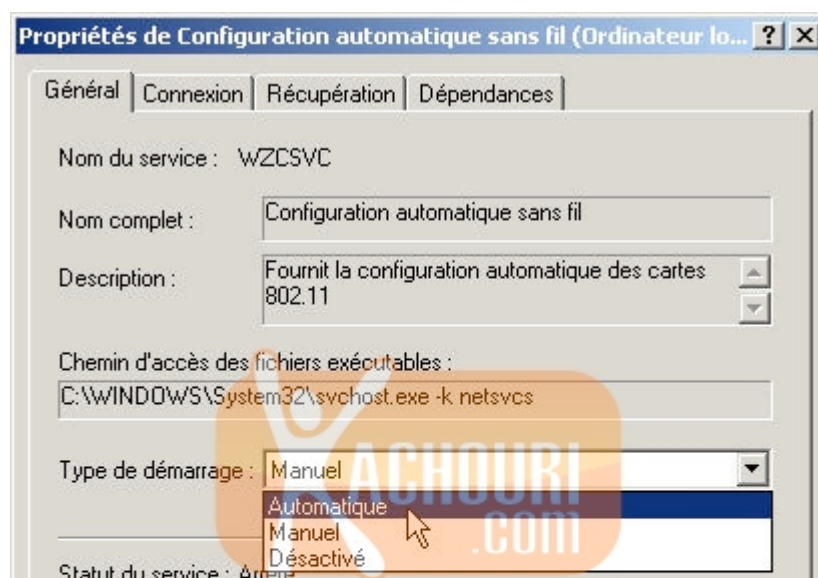 Propriétés de Configuration automatique sans fil (Ordinateur lo...
Général Connexion Récupération Dépendances
Nom du service : WZCSVC
Nom complet : Configuration automatique sans fil
Description : Fournit la configuration automatique des cartes
802.11
Chemin d'accès des fichiers exécutables :
C:\WINDOWS\System32\svchost.exe -k netsvcs
Type de démarrage : Manuel
Automatique
Manuel
Désactivé
KACHOURI
.com
Statut du service : Arrêté